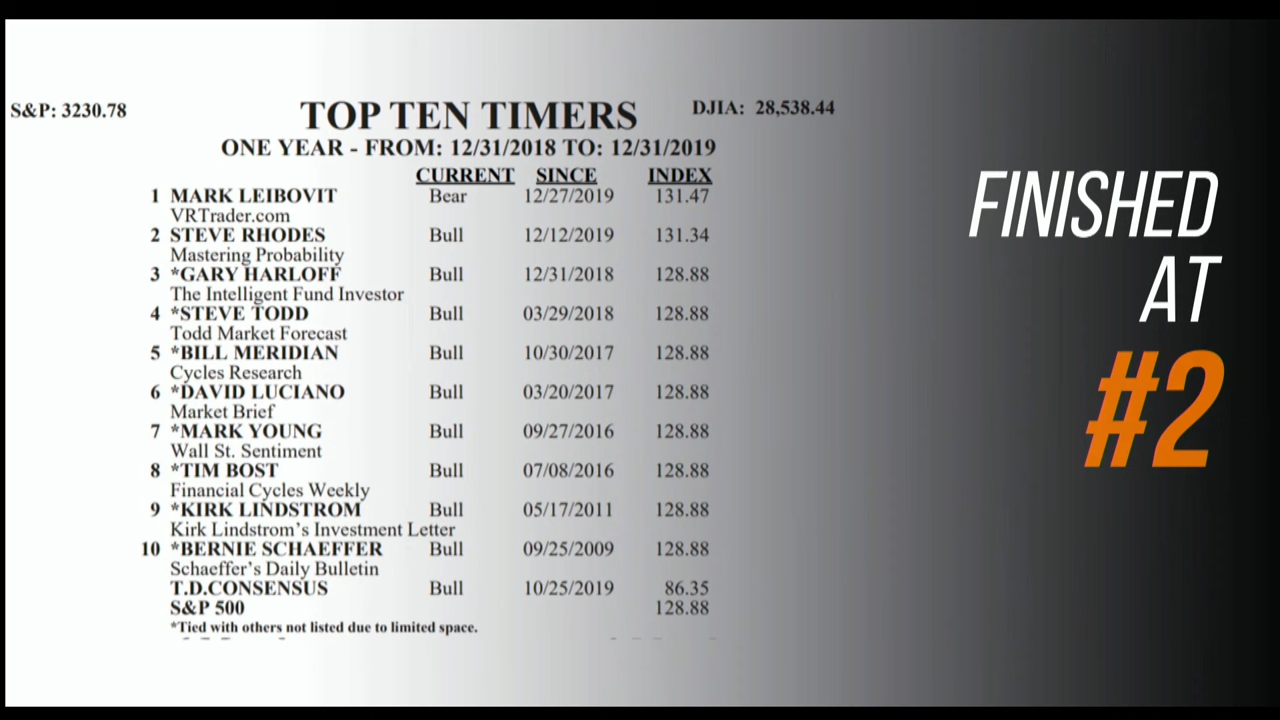 S&P: 3230.78 TOP TEN TIMERS DJIA: 28,538.44
ONE YEAR - FROM: 12/31/2018 TO: 12/31/2019
CURRENT SINCE INDEX
1 MARK LEIBOVIT Bear 12/27/2019 131.47
VRTrader.com
2 STEVE RHODES Bull 12/12/2019 131.34
Mastering Probability
3 *GARY HARLOFF Bull 12/31/2018 128.88
The Intelligent Fund Investor
4 *STEVE TODD Bull 03/29/2018 128.88
Todd Market Forecast
5 *BILL MERIDIAN Bull 10/30/2017 128.88
Cycles Research
6 *DAVID LUCIANO Bull 03/20/2017 128.88
Market Brief
7 *MARK YOUNG Bull 09/27/2016 128.88
Wall St. Sentiment
8 *TIM BOST Bull 07/08/2016 128.88
Financial Cycles Weekly
9 *KIRK LINDSTROM Bull 05/17/2011 128.88
Kirk Lindstrom's Investment Letter
10 *BERNIE SCHAEFFER Bull 09/25/2009 128.88
Schaeffer's Daily Bulletin
T.D.CONSENSUS Bull 10/25/2019 86.35
S&P 500 128.88
*Tied with others not listed due to limited space.
FINISHED
AT
#2